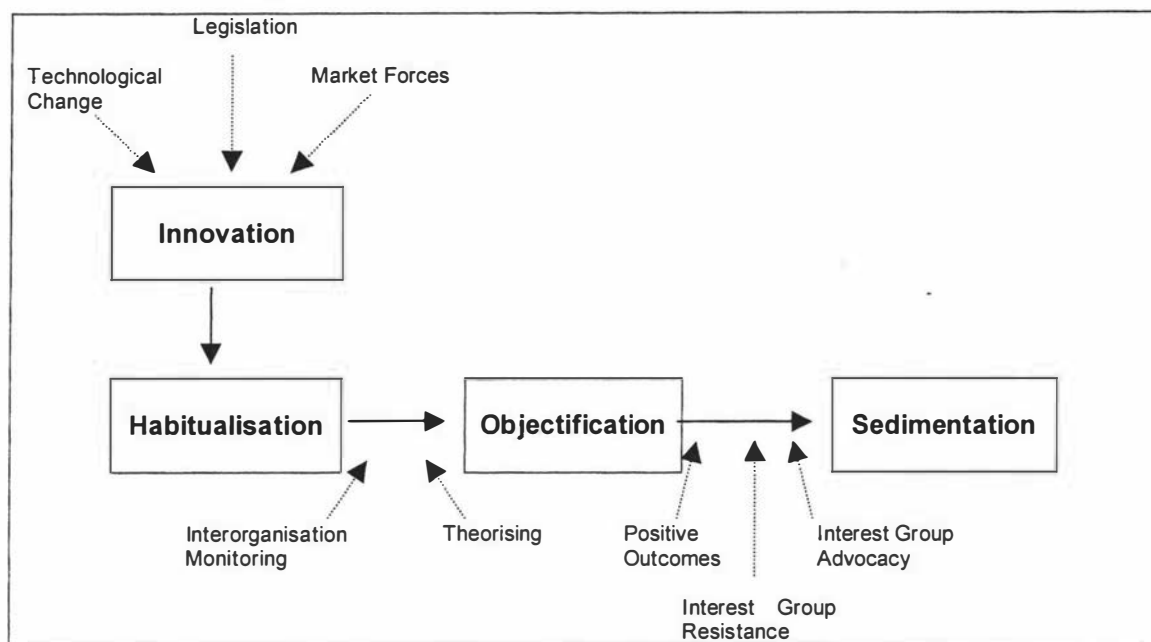 Legislation
Technological
Change
Market Forces
Innovation
Habitualisation
Objectification
Sedimentation
Interorganisation
Monitoring
Theorising
Positive
Outcomes
Interest Group
Advocacy
Interest Group
Resistance